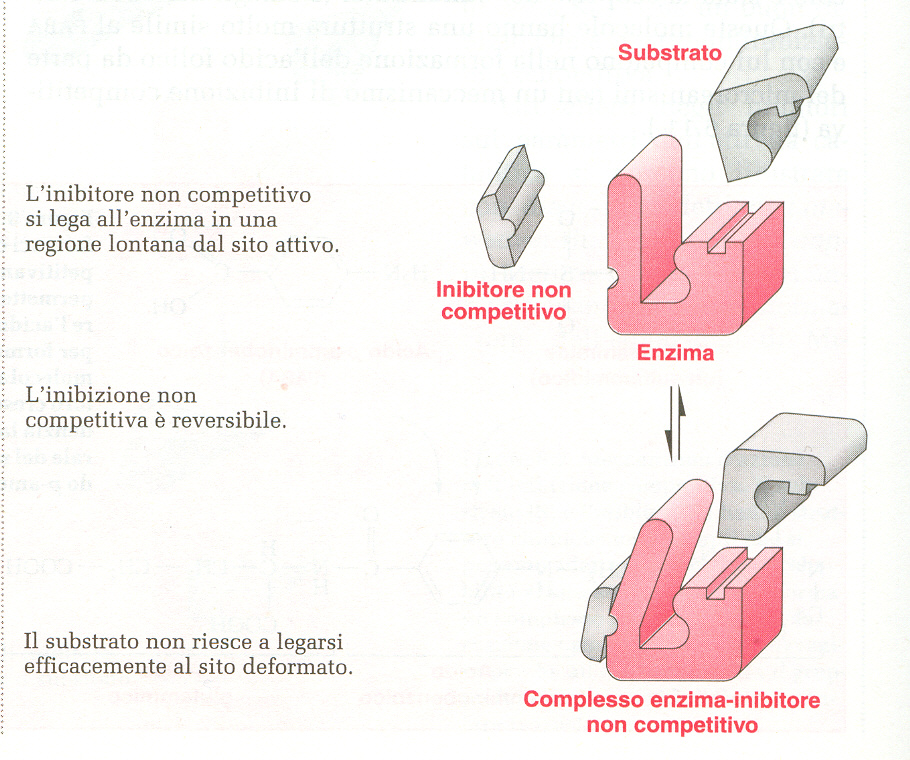 Substrato
L'inibitore non competitivo
si lega all'enzima in una
regione lontana dal sito attivo.
Inibitore non
competitivo
Enzima
L'inibizione non
competitiva è reversibile.
Il substrato non riesce a legarsi
efficacemente al sito deformato.
Complesso enzima-inibitore
non competitivo